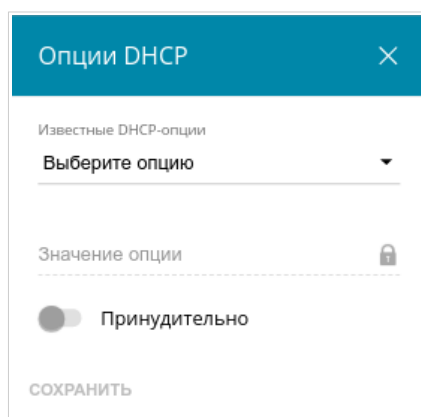 Опции DHCP
Известные DHCP-опции
Выберите опцию
Значение опции
Принудительно
СОХРАНИТЬ